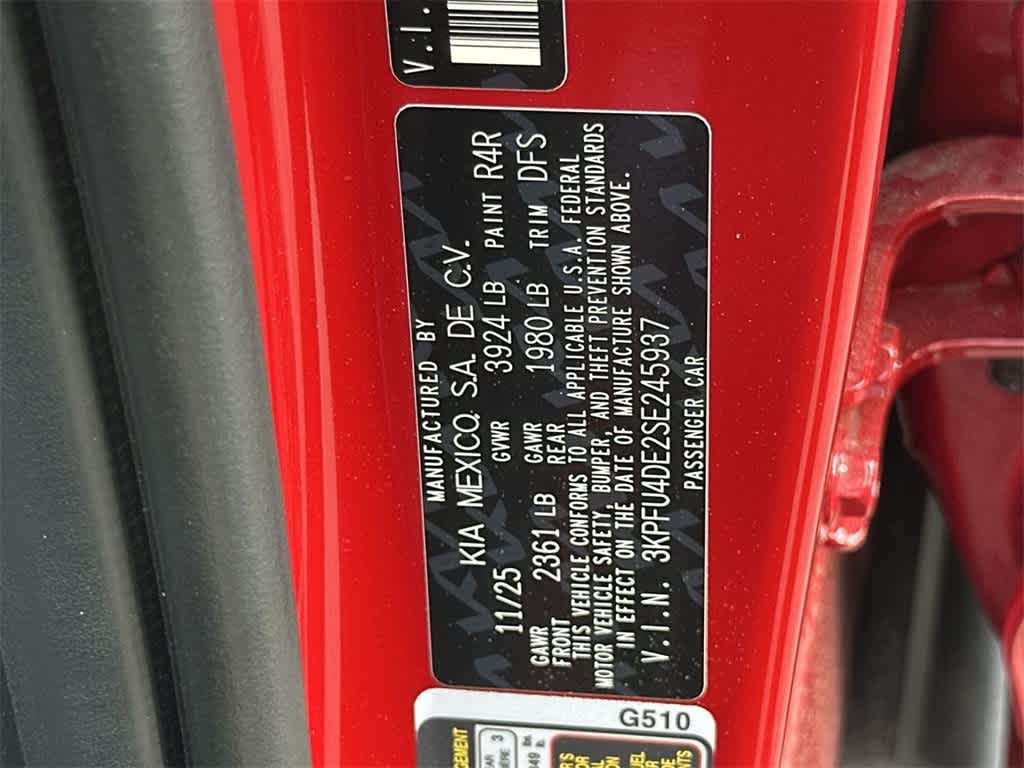 V.I.
MANUFACTURED BY
KIA MEXICO, S.A. DE C.V.
11/25 GVWR 3924 LB PAINT R4R
GAWR FRONT 2361 LB GAWR REAR 1980 LB TRIM DFS
THIS VEHICLE CONFORMS TO ALL APPLICABLE U.S.A. FEDERAL
MOTOR VEHICLE SAFETY, BUMPER, AND THEFT PREVENTION STANDARDS
IN EFFECT ON THE DATE OF MANUFACTURE SHOWN ABOVE.
V.I.N. 3KPFU4DE2SE245937
PASSENGER CAR
G510